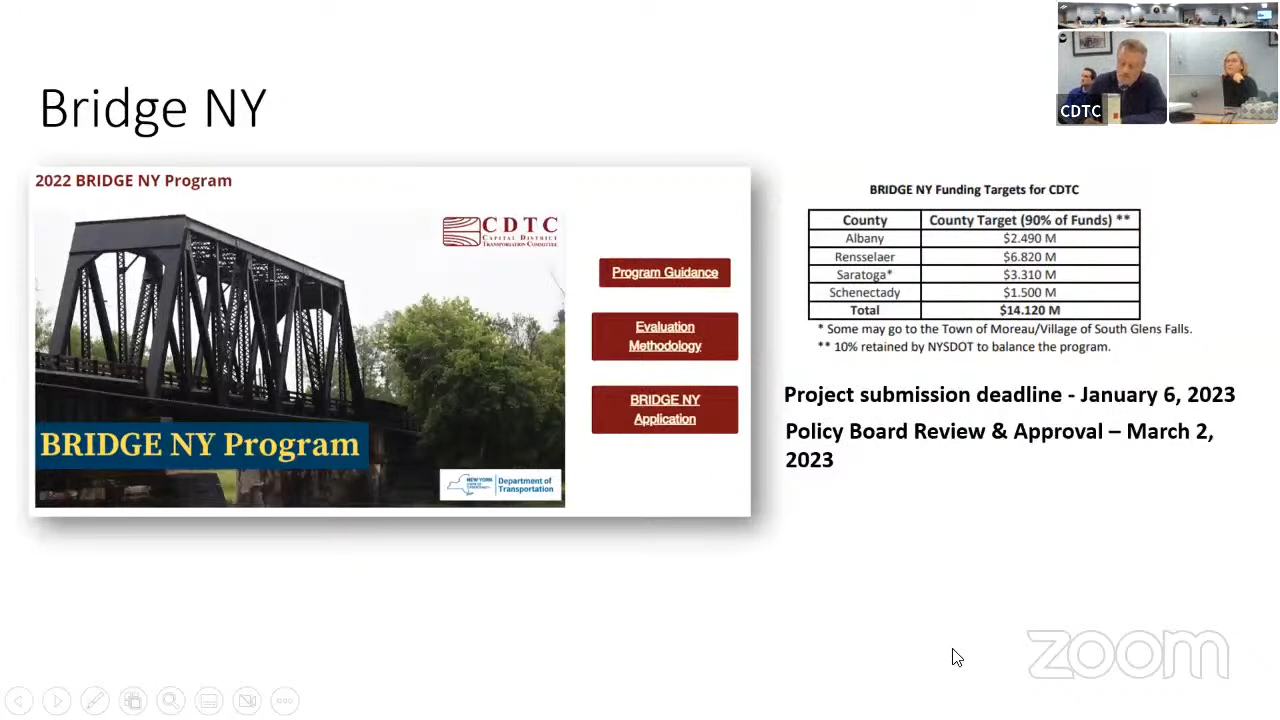 Bridge NY
CDTC
2022 BRIDGE NY Program
CDTC
CAPITAL DISTRICT
TRANSPORTATION COMMITTEE
BRIDGE NY Program
NEW YORK
Department of
Transportation
Program Guidance
Evaluation
Methodology
BRIDGE NY
Application
BRIDGE NY Funding Targets for CDTC
County County Target (90% of Funds) **
Albany $2.490 M
Rensselaer $6.820 M
Saratoga* $3.310 M
Schenectady $1.500 M
Total $14.120 M
* Some may go to the Town of Moreau/Village of South Glens Falls.
** 10% retained by NYSDOT to balance the program.
Project submission deadline - January 6, 2023
Policy Board Review & Approval – March 2,
2023
zoom